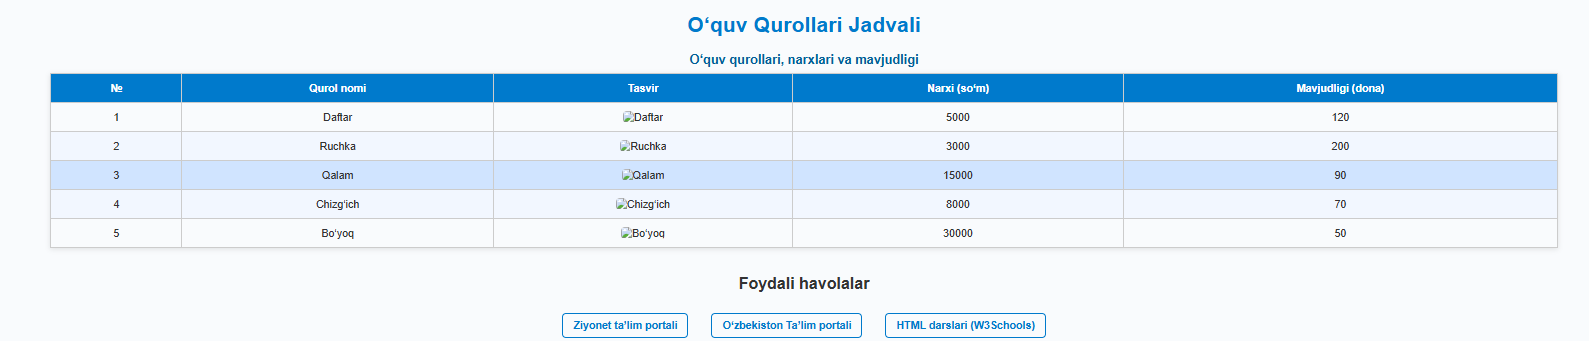 O‘quv Qurollari Jadvali
O‘quv qurollari, narxlari va mavjudligi
№ Qurol nomi Tasvir Narxi (so‘m) Mavjudligi (dona)
1 Daftar Daftar 5000 120
2 Ruchka Ruchka 3000 200
3 Qalam Qalam 15000 90
4 Chizg‘ich Chizg‘ich 8000 70
5 Bo‘yoq Bo‘yoq 30000 50
Foydali havolalar
Ziyonet ta’lim portali O‘zbekiston Ta’lim portali HTML darslari (W3Schools)